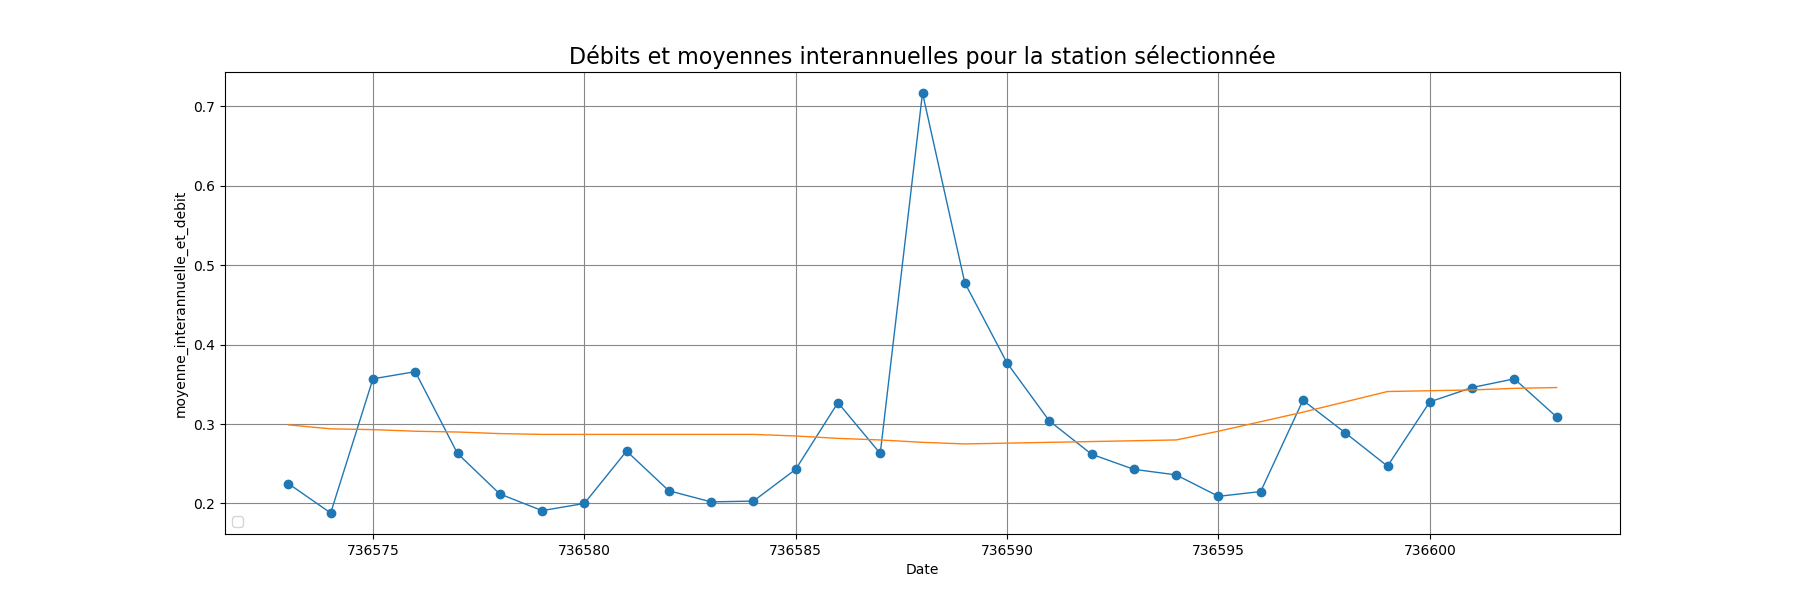 Débits et moyennes interannuelles pour la station sélectionnée
moyenne_interannuelle_et_debit
0.7
0.6
0.5
0.4
0.3
0.2
736575 736580 736585 736590 736595 736600
Date